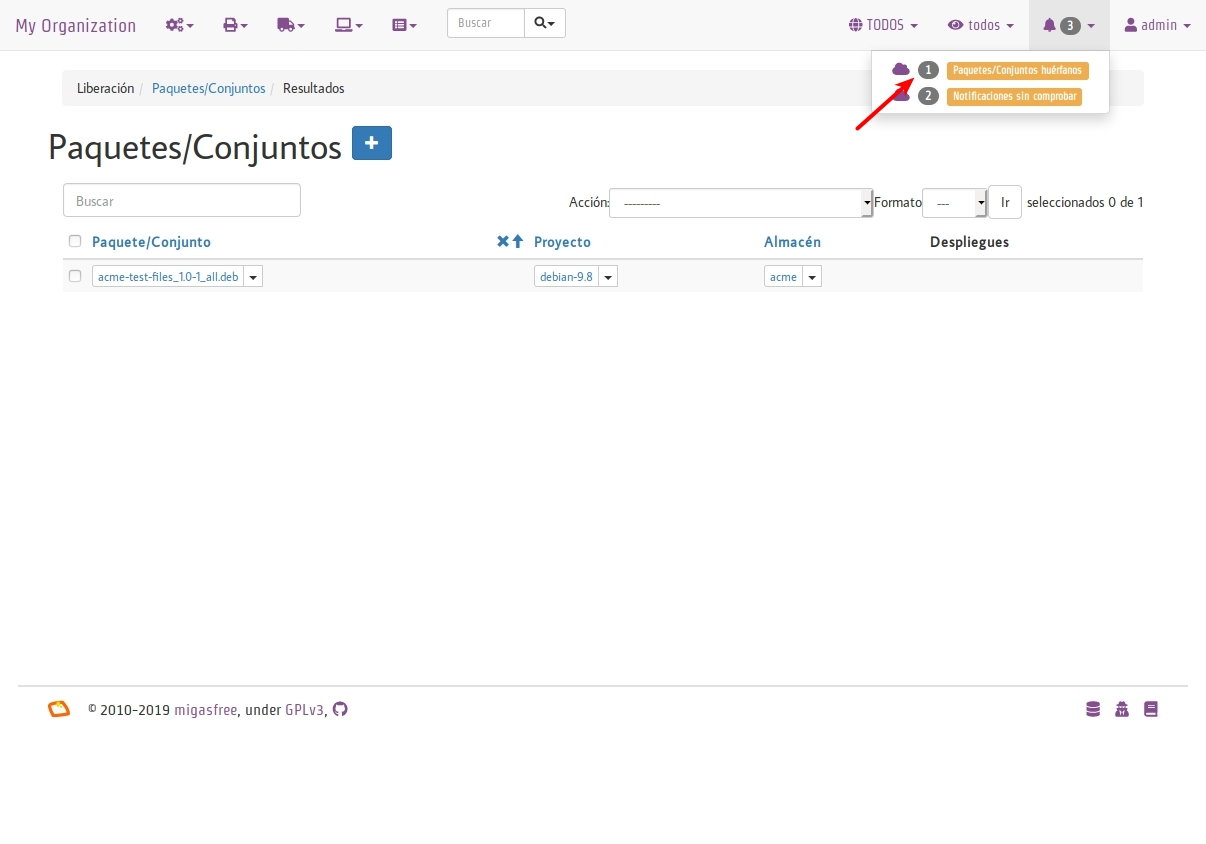 My Organization Buscar TODOS todos 3 admin
1 Paquetes/Conjuntos huérfanos
2 Notificaciones sin comprobar
Liberación / Paquetes/Conjuntos / Resultados
Paquetes/Conjuntos
Buscar Acción: --------- Formato --- Ir seleccionados 0 de 1
Paquete/Conjunto Proyecto Almacén Despliegues
acme-test-files_1.0-1_all.deb debian-9.8 acme
© 2010-2019 migasfree, under GPLv3,